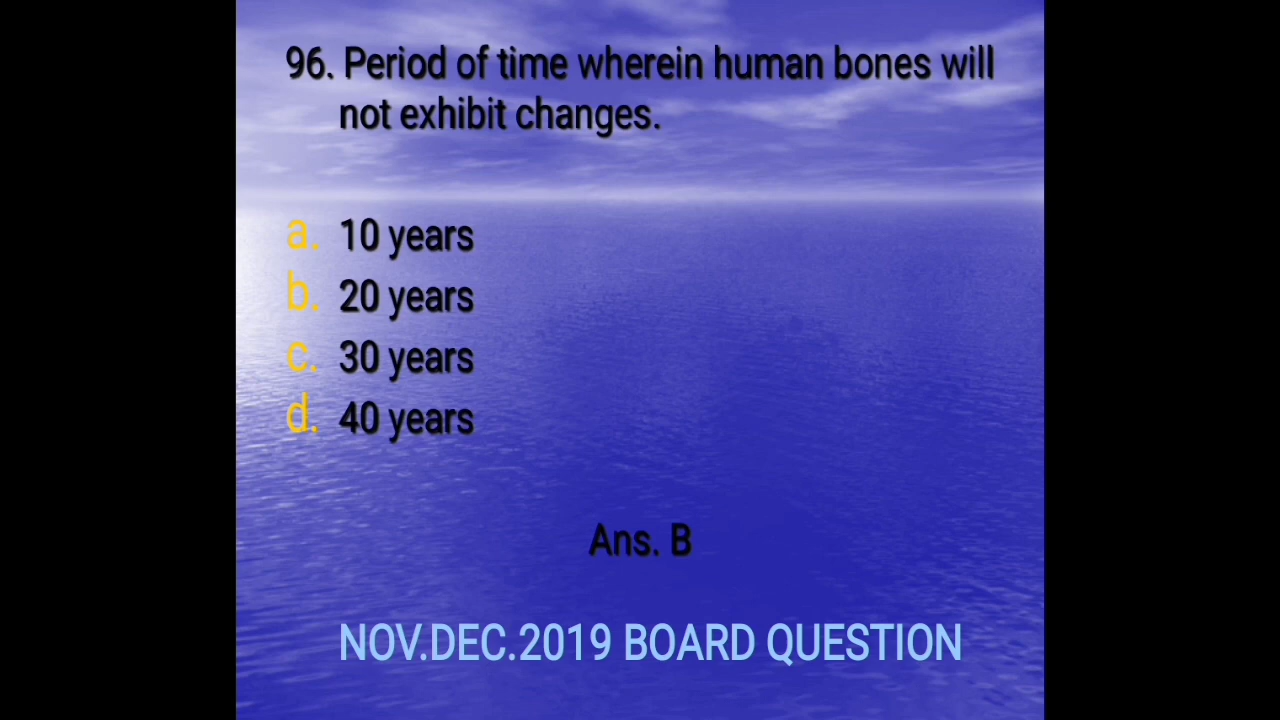 96. Period of time wherein human bones will
not exhibit changes.
a. 10 years
b. 20 years
c. 30 years
d. 40 years
Ans. B
NOV.DEC.2019 BOARD QUESTION